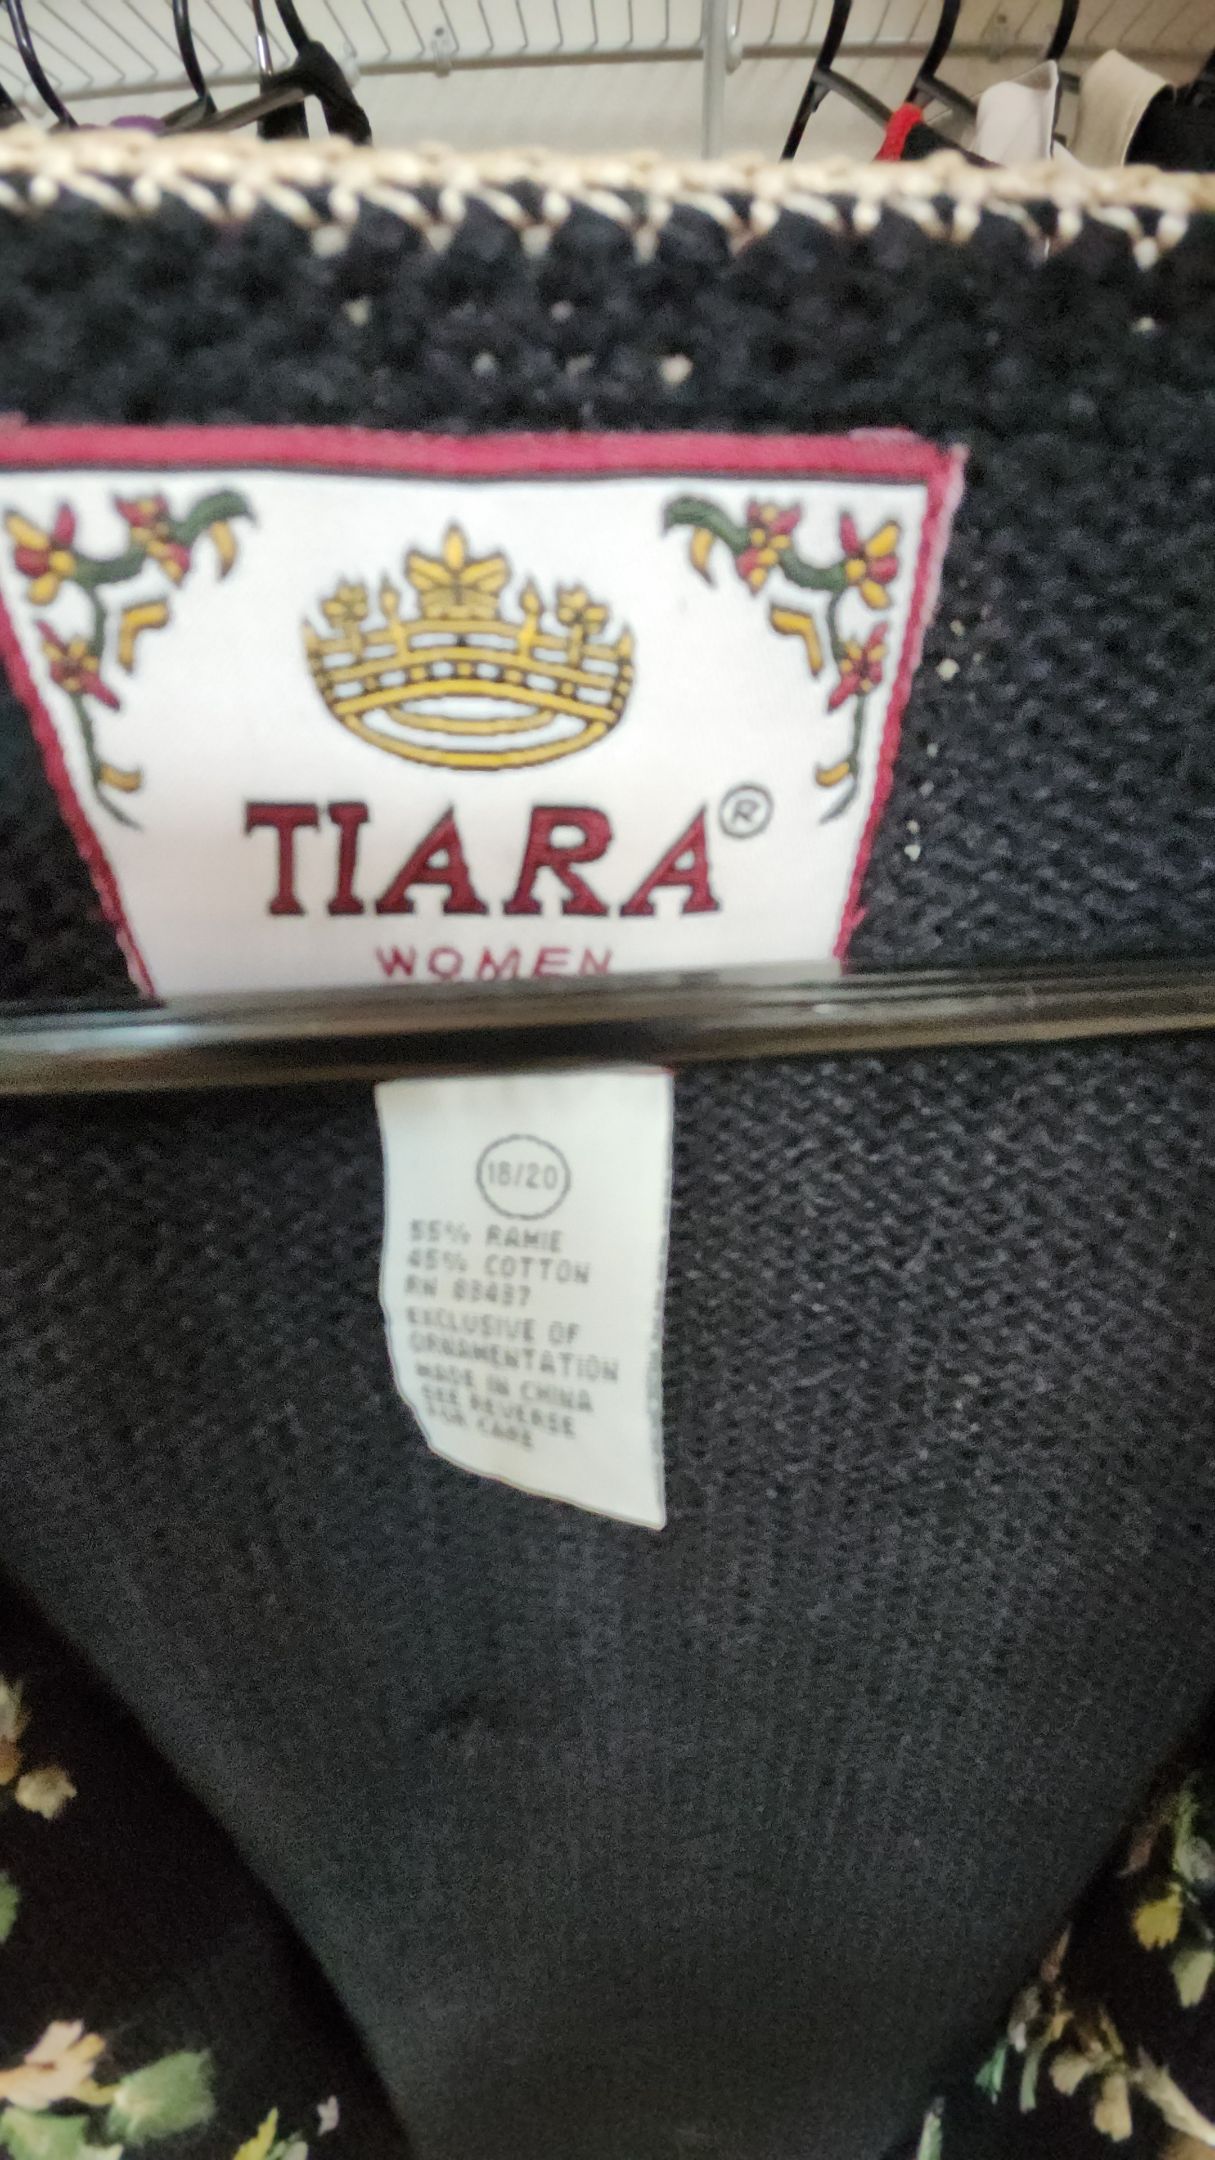 TIARA®
WOMEN
18/20
55% RAMIE
45% COTTON
RN 83437
EXCLUSIVE OF
ORNAMENTATION
MADE IN CHINA
SEE REVERSE
FOR CARE